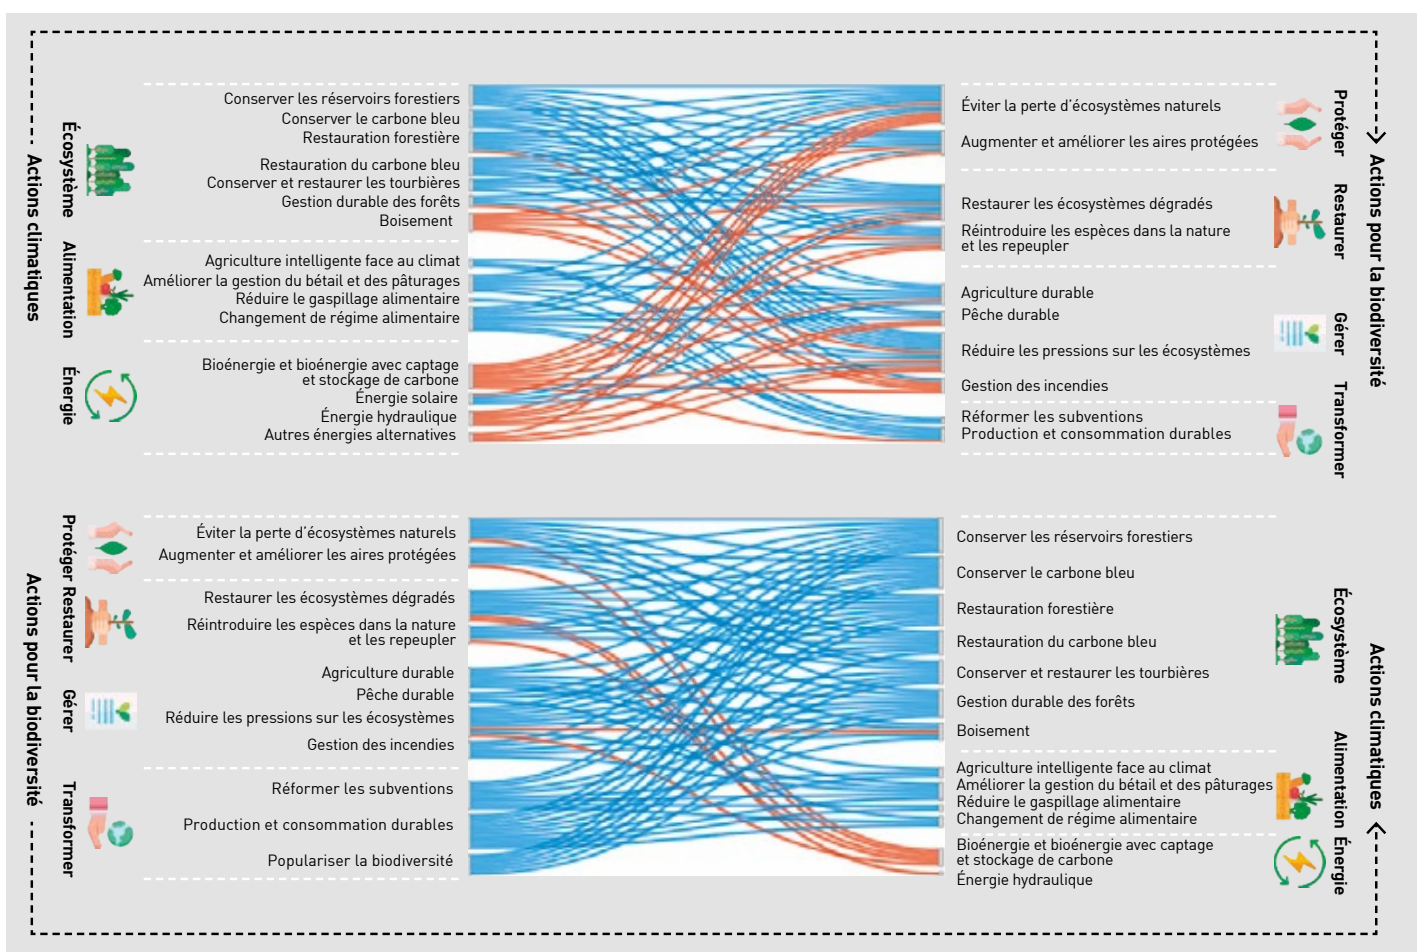 Actions climatiques
Écosystème
Conserver les réservoirs forestiers
Conserver le carbone bleu
Restauration forestière
Restauration du carbone bleu
Conserver et restaurer les tourbières
Gestion durable des forêts
Boisement
Alimentation
Agriculture intelligente face au climat
Améliorer la gestion du bétail et des pâturages
Réduire le gaspillage alimentaire
Changement de régime alimentaire
Énergie
Bioénergie et bioénergie avec captage
et stockage de carbone
Énergie solaire
Énergie hydraulique
Autres énergies alternatives
Éviter la perte d’écosystèmes naturels
Augmenter et améliorer les aires protégées
Protéger
Restaurer les écosystèmes dégradés
Réintroduire les espèces dans la nature
et les repeupler
Restaurer
Agriculture durable
Pêche durable
Réduire les pressions sur les écosystèmes
Gestion des incendies
Gérer
Réformer les subventions
Production et consommation durables
Transformer
Actions pour la biodiversité
Actions pour la biodiversité
Protéger
Éviter la perte d’écosystèmes naturels
Augmenter et améliorer les aires protégées
Restaurer
Restaurer les écosystèmes dégradés
Réintroduire les espèces dans la nature
et les repeupler
Gérer
Agriculture durable
Pêche durable
Réduire les pressions sur les écosystèmes
Gestion des incendies
Transformer
Réformer les subventions
Production et consommation durables
Populariser la biodiversité
Conserver les réservoirs forestiers
Conserver le carbone bleu
Restauration forestière
Restauration du carbone bleu
Conserver et restaurer les tourbières
Gestion durable des forêts
Boisement
Écosystème
Agriculture intelligente face au climat
Améliorer la gestion du bétail et des pâturages
Réduire le gaspillage alimentaire
Changement de régime alimentaire
Alimentation
Bioénergie et bioénergie avec captage
et stockage de carbone
Énergie hydraulique
Énergie
Actions climatiques